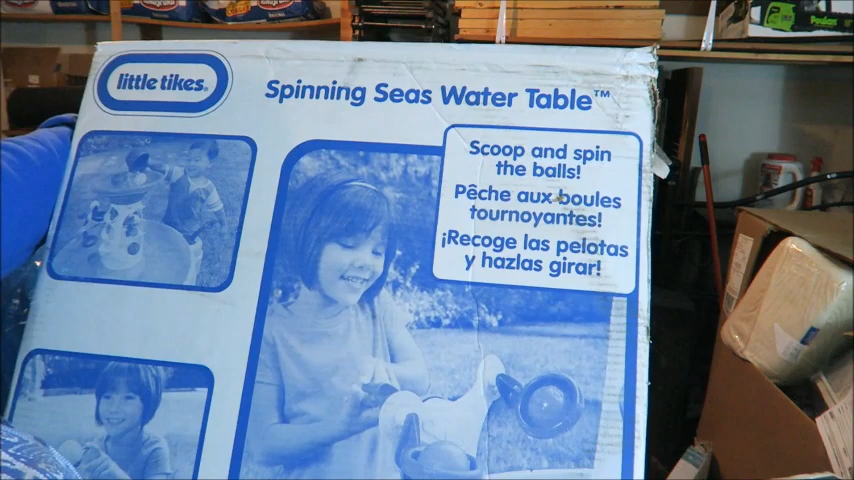 little tikes®
Spinning Seas Water Table™
Scoop and spin
the balls!
Pêche aux boules
tournoyantes!
¡Recoge las pelotas
y hazlas girar!
Poulan